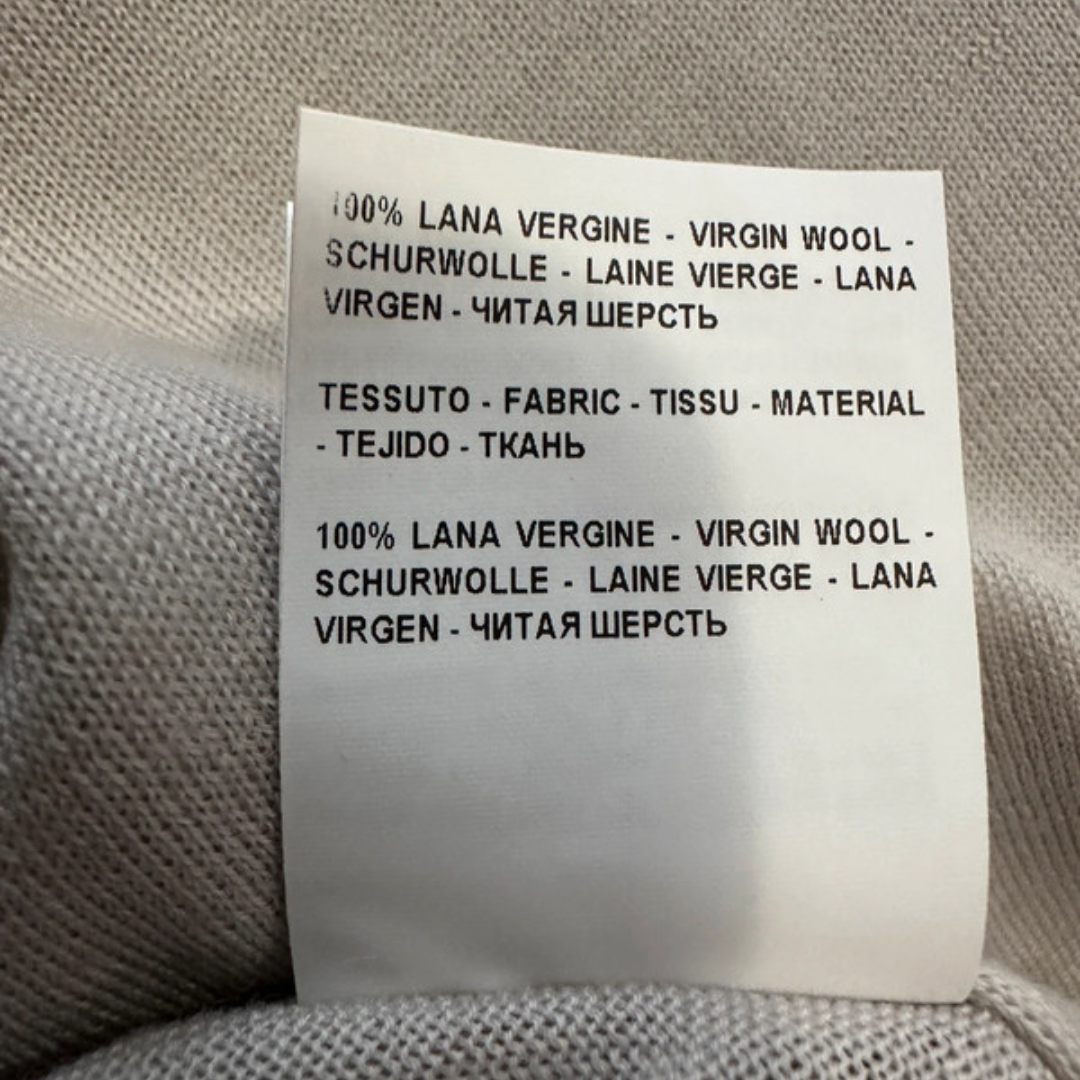 100% LANA VERGINE - VIRGIN WOOL -
SCHURWOLLE - LAINE VIERGE - LANA
VIRGEN - ЧИТАЯ ШЕРСТЬ
TESSUTO - FABRIC - TISSU - MATERIAL
- TEJIDO - ТКАНЬ
100% LANA VERGINE - VIRGIN WOOL -
SCHURWOLLE - LAINE VIERGE - LANA
VIRGEN - ЧИТАЯ ШЕРСТЬ